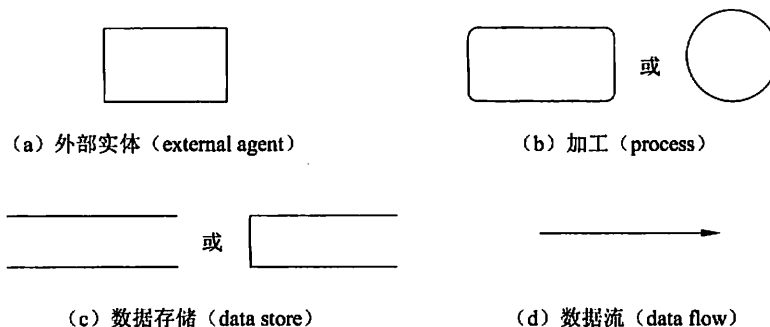 或
(a) 外部实体（external agent）
(b) 加工（process）
或
(c) 数据存储（data store）
(d) 数据流（data flow）